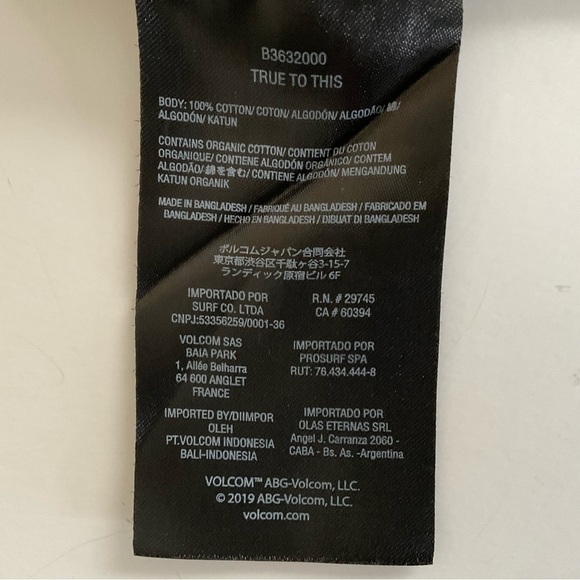 B3632000
TRUE TO THIS
BODY: 100% COTTON/ COTON/ ALGODÓN/ ALGODÃO/ 綿/
ALGODÓN/ KATUN
CONTAINS ORGANIC COTTON/ CONTIENT DU COTON
ORGANIQUE/ CONTIENE ALGODÓN ORGÁNICO/ CONTEM
ALGODÃO/ 綿を含む/ CONTIENE ALGODÓN/ MENGANDUNG
KATUN ORGANIK
MADE IN BANGLADESH / FABRIQUÉ AU BANGLADESH / FABRICADO EM
BANGLADESH / HECHO EN BANGLADESH / DIBUAT DI BANGLADESH
ボルコムジャパン合同会社
東京都渋谷区千駄ヶ谷3-15-7
ランディック原宿ビル 6F
IMPORTADO POR
SURF CO. LTDA
CNPJ:53356259/0001-36
R.N. # 29745
CA # 60394
VOLCOM SAS
BAIA PARK
1, Allée Belharra
64 600 ANGLET
FRANCE
IMPORTADO POR
PROSURF SPA
RUT: 76.434.444-8
IMPORTED BY/DIIMPOR
OLEH
PT.VOLCOM INDONESIA
BALI-INDONESIA
IMPORTADO POR
OLAS ETERNAS SRL
Angel J. Carranza 2060 -
CABA - Bs. As. -Argentina
VOLCOM™ ABG-Volcom, LLC.
© 2019 ABG-Volcom, LLC.
volcom.com